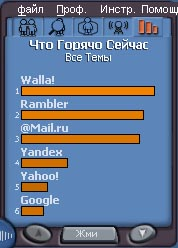 файл Проф. Инстр. Помощ
Что Горячо Сейчас
Все Темы
Walla!
1
Rambler
2
@Mail.ru
3
Yandex
4
Yahoo!
5
Google
6
Жми